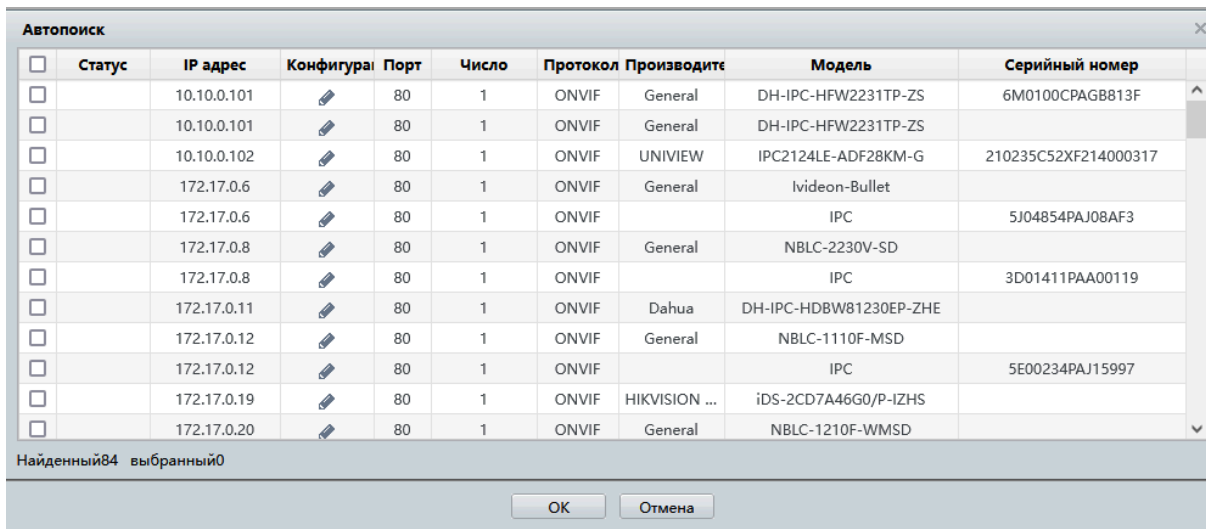 Автопоиск
Статус IP адрес Конфигура Порт Число Протокол Производите Модель Серийный номер
10.10.0.101 80 1 ONVIF General DH-IPC-HFW2231TP-ZS 6M0100CPAGB813F
10.10.0.101 80 1 ONVIF General DH-IPC-HFW2231TP-ZS
10.10.0.102 80 1 ONVIF UNIVIEW IPC2124LE-ADF28KM-G 210235C52XF214000317
172.17.0.6 80 1 ONVIF General Ivideon-Bullet
172.17.0.6 80 1 ONVIF IPC 5J04854PAJ08AF3
172.17.0.8 80 1 ONVIF General NBLC-2230V-SD
172.17.0.8 80 1 ONVIF IPC 3D01411PAA00119
172.17.0.11 80 1 ONVIF Dahua DH-IPC-HDBW81230EP-ZHE
172.17.0.12 80 1 ONVIF General NBLC-1110F-MSD
172.17.0.12 80 1 ONVIF IPC 5E00234PAJ15997
172.17.0.19 80 1 ONVIF HIKVISION ... iDS-2CD7A46G0/P-IZHS
172.17.0.20 80 1 ONVIF General NBLC-1210F-WMSD
Найденный84 выбранный0
OK Отмена